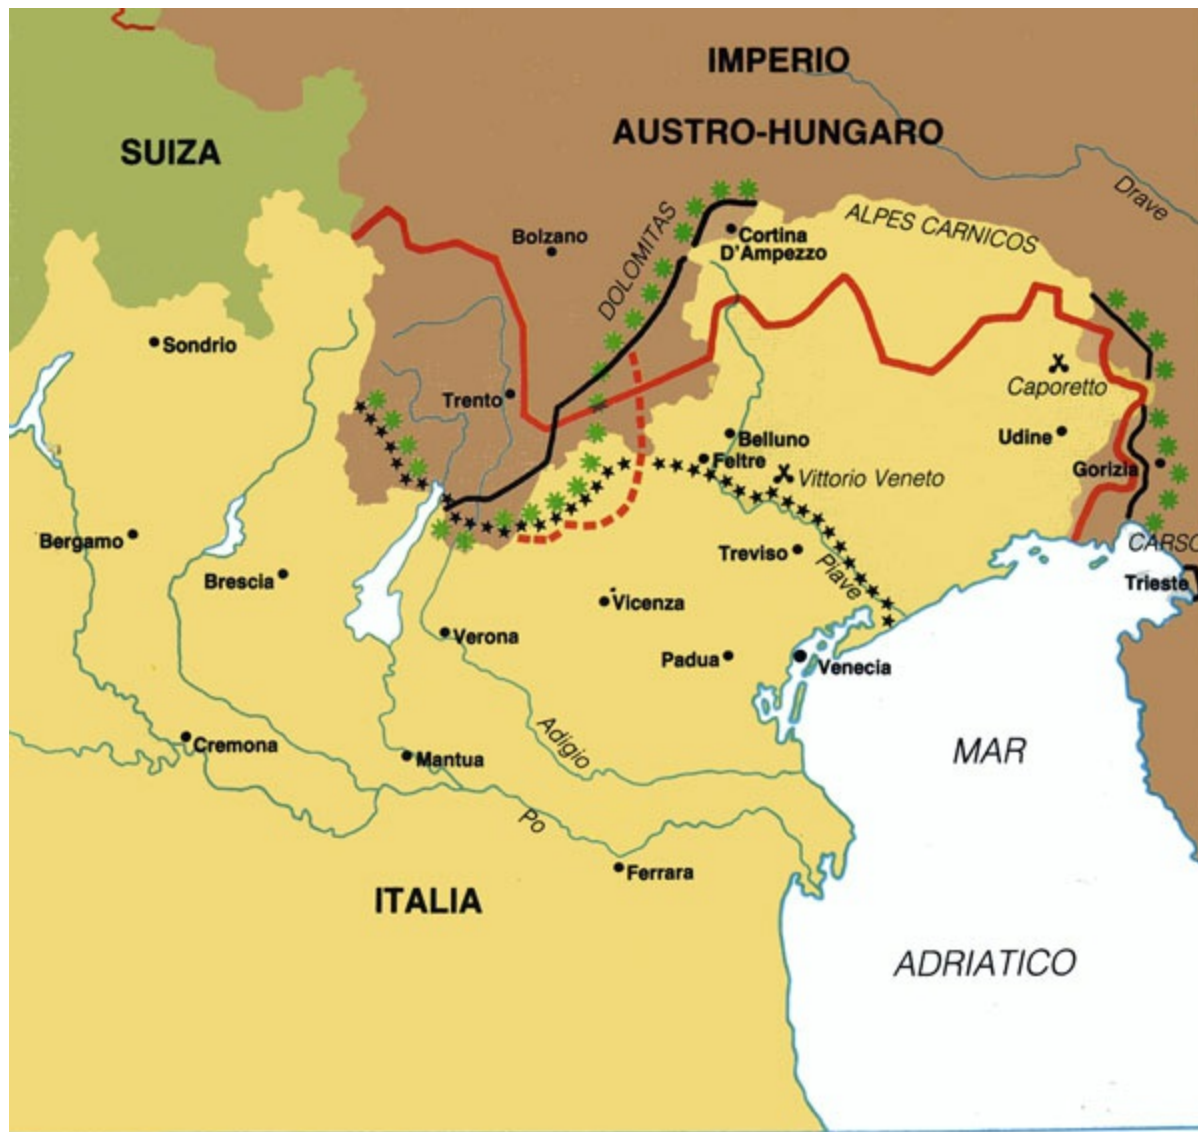 IMPERIO
AUSTRO-HUNGARO
SUIZA
Drave
DOLOMITAS
ALPES CARNICOS
Bolzano
Cortina
D'Ampezzo
Sondrio
Caporetto
Trento
Belluno
Udine
Feltre
Gorizia
Vittorio Veneto
Bergamo
Brescia
Treviso
Piave
CARSO
Trieste
Vicenza
Verona
Padua
Venecia
Adigio
Cremona
Mantua
MAR
Po
Ferrara
ITALIA
ADRIATICO